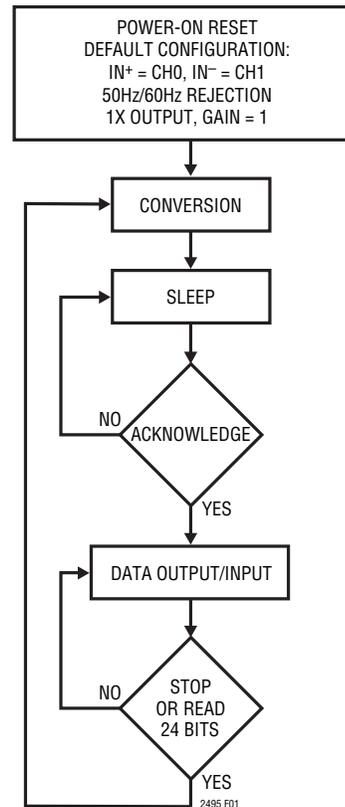 POWER-ON RESET
DEFAULT CONFIGURATION:
IN⁺ = CH0, IN⁻ = CH1
50Hz/60Hz REJECTION
1X OUTPUT, GAIN = 1
CONVERSION
SLEEP
NO
ACKNOWLEDGE
YES
DATA OUTPUT/INPUT
NO
STOP
OR READ
24 BITS
YES
2495 F01